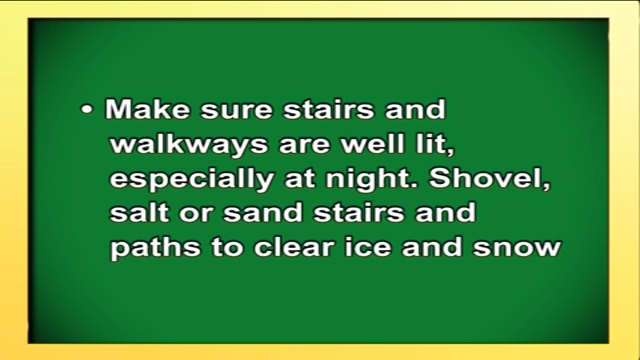 • Make sure stairs and
walkways are well lit,
especially at night. Shovel,
salt or sand stairs and
paths to clear ice and snow